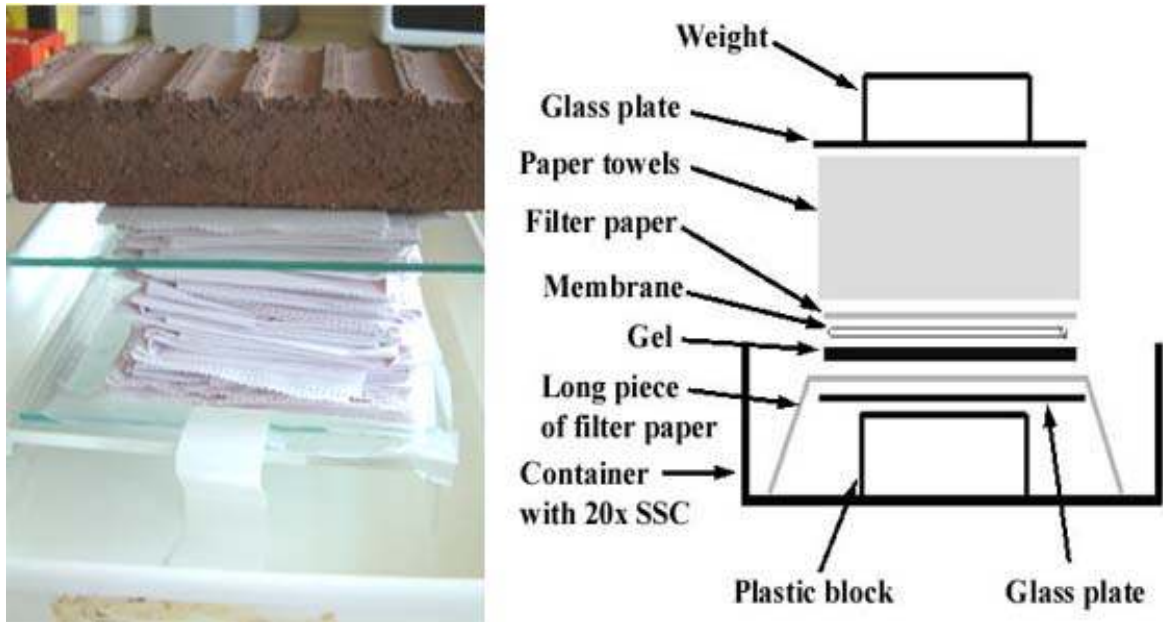 Weight
Glass plate
Paper towels
Filter paper
Membrane
Gel
Long piece
of filter paper
Container
with 20x SSC
Plastic block
Glass plate